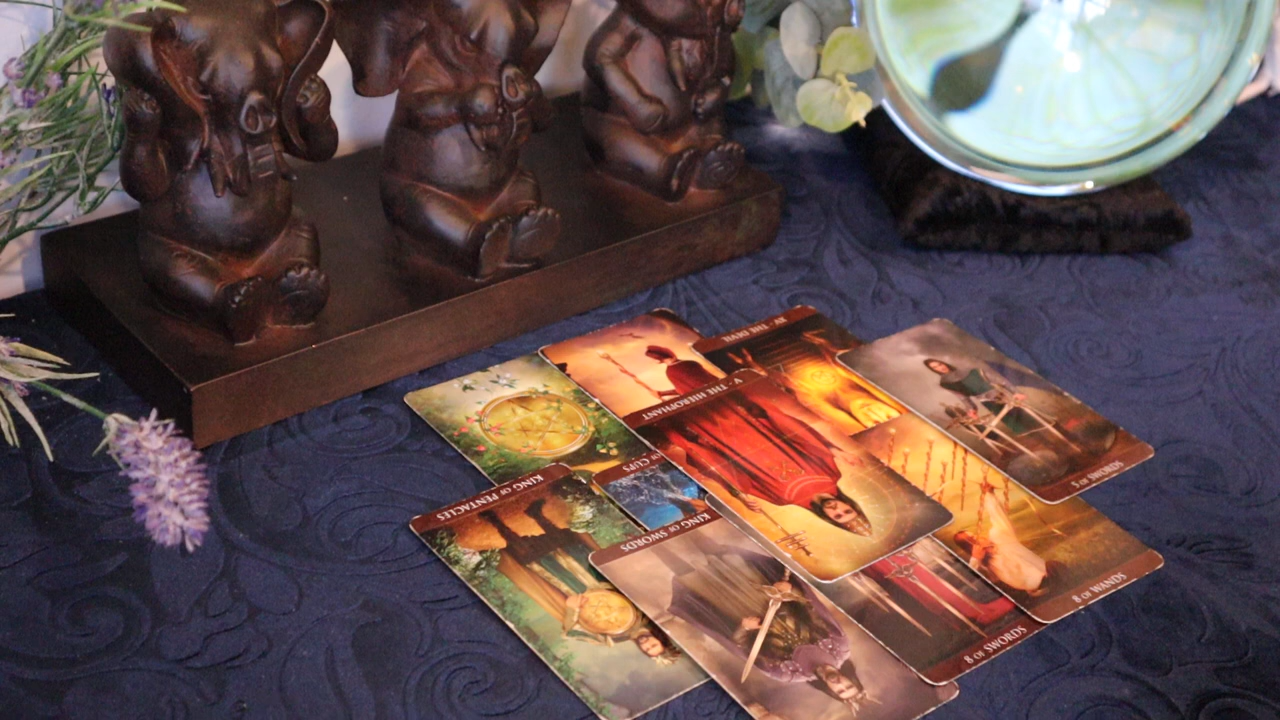 XV · THE DEVIL
V · THE HIEROPHANT
5 OF SWORDS
CUPS
KING OF PENTACLES
KING OF SWORDS
8 OF WANDS
8 OF SWORDS